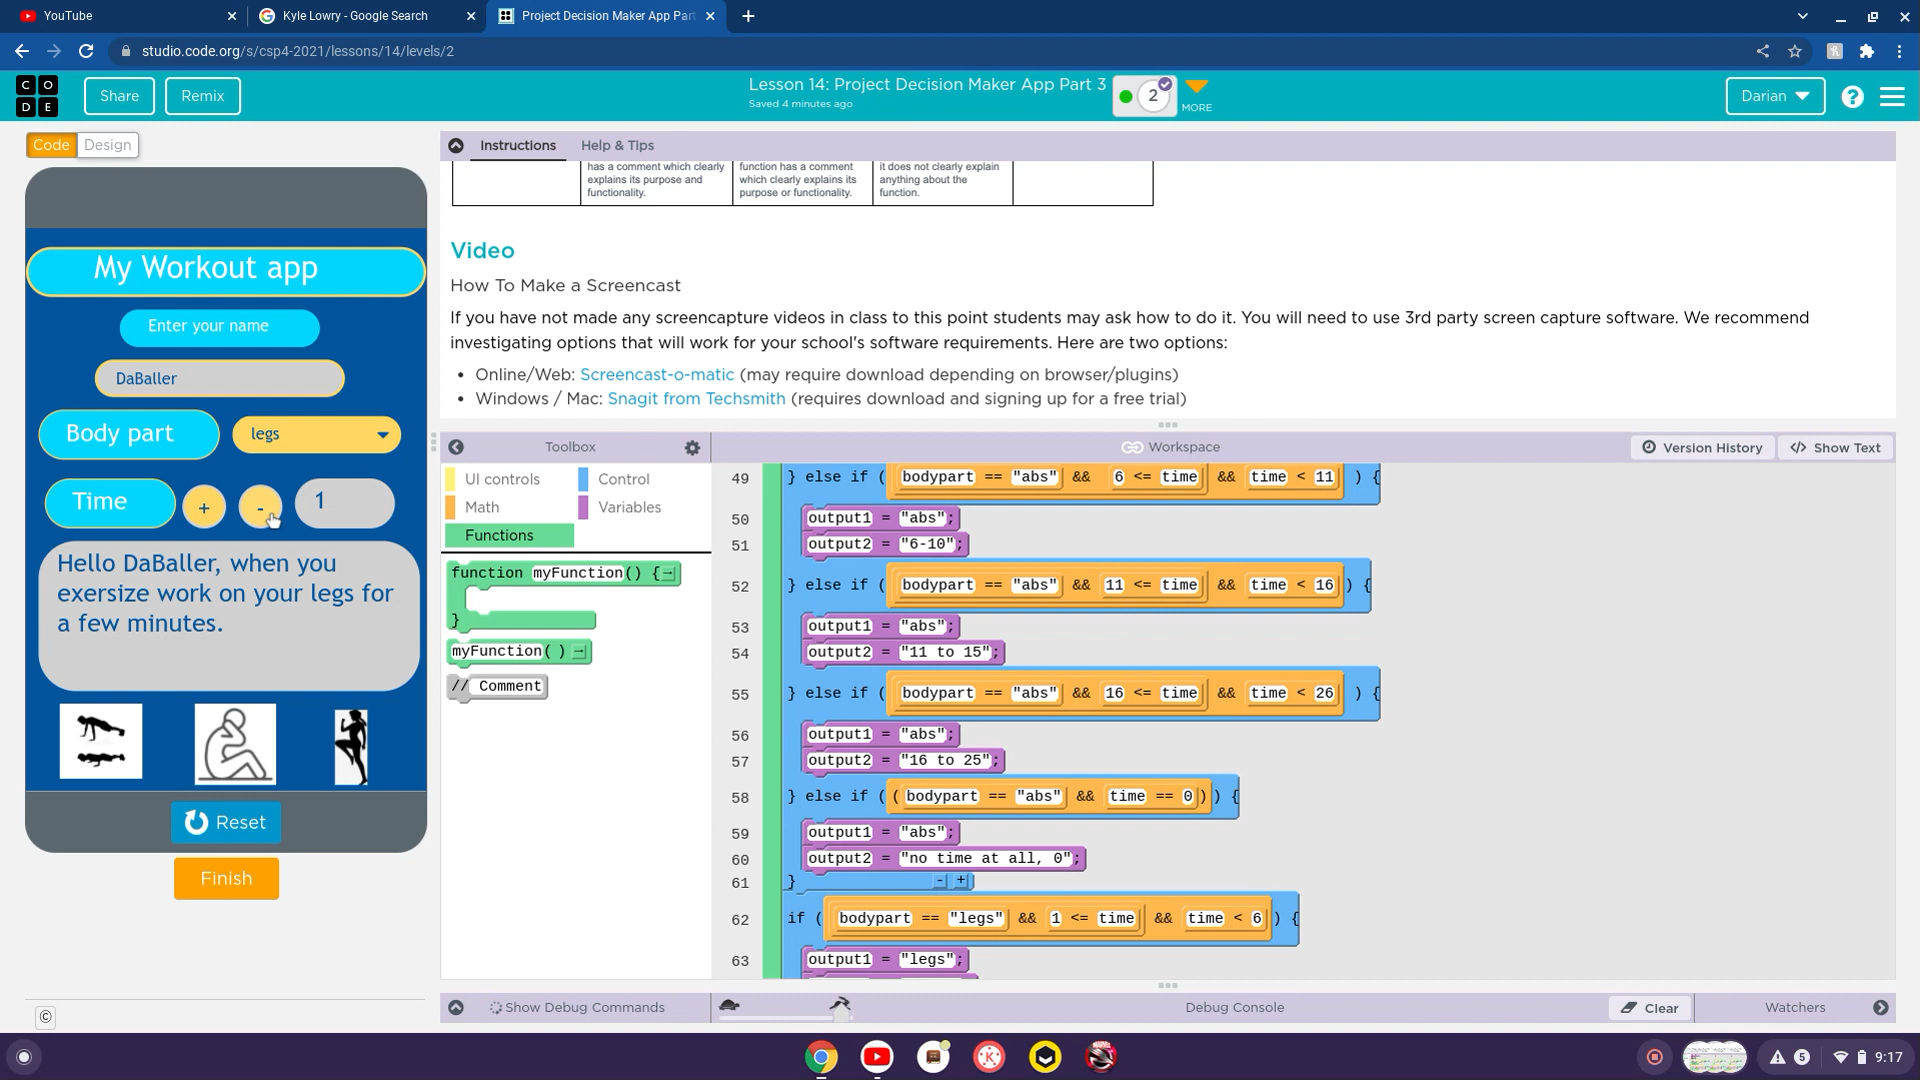 YouTube
Kyle Lowry - Google Search
Project Decision Maker App Part
studio.code.org/s/csp4-2021/lessons/14/levels/2
C O
D E
Share
Remix
Lesson 14: Project Decision Maker App Part 3
Saved 4 minutes ago
2
MORE
Darian
?
Code
Design
Instructions
Help & Tips
has a comment which clearly
explains its purpose and
functionality.
function has a comment
which clearly explains its
purpose or functionality.
it does not clearly explain
anything about the
function.
Video
How To Make a Screencast
If you have not made any screencapture videos in class to this point students may ask how to do it. You will need to use 3rd party screen capture software. We recommend
investigating options that will work for your school's software requirements. Here are two options:
• Online/Web: Screencast-o-matic (may require download depending on browser/plugins)
• Windows / Mac: Snagit from Techsmith (requires download and signing up for a free trial)
My Workout app
Enter your name
DaBaller
Body part
legs
Time
+
-
1
Hello DaBaller, when you
exersize work on your legs for
a few minutes.
Reset
Finish
©
Toolbox
UI controls
Control
Math
Variables
Functions
function myFunction() {
}
myFunction( )
// Comment
Workspace
Version History
</> Show Text
49 } else if ( bodypart == "abs" && 6 <= time && time < 11 ) {
50 output1 = "abs";
51 output2 = "6-10";
52 } else if ( bodypart == "abs" && 11 <= time && time < 16 ) {
53 output1 = "abs";
54 output2 = "11 to 15";
55 } else if ( bodypart == "abs" && 16 <= time && time < 26 ) {
56 output1 = "abs";
57 output2 = "16 to 25";
58 } else if ( ( bodypart == "abs" && time == 0 ) ) {
59 output1 = "abs";
60 output2 = "no time at all, 0";
61 } - +
62 if ( bodypart == "legs" && 1 <= time && time < 6 ) {
63 output1 = "legs";
Show Debug Commands
Debug Console
Clear
Watchers
K
5
9:17